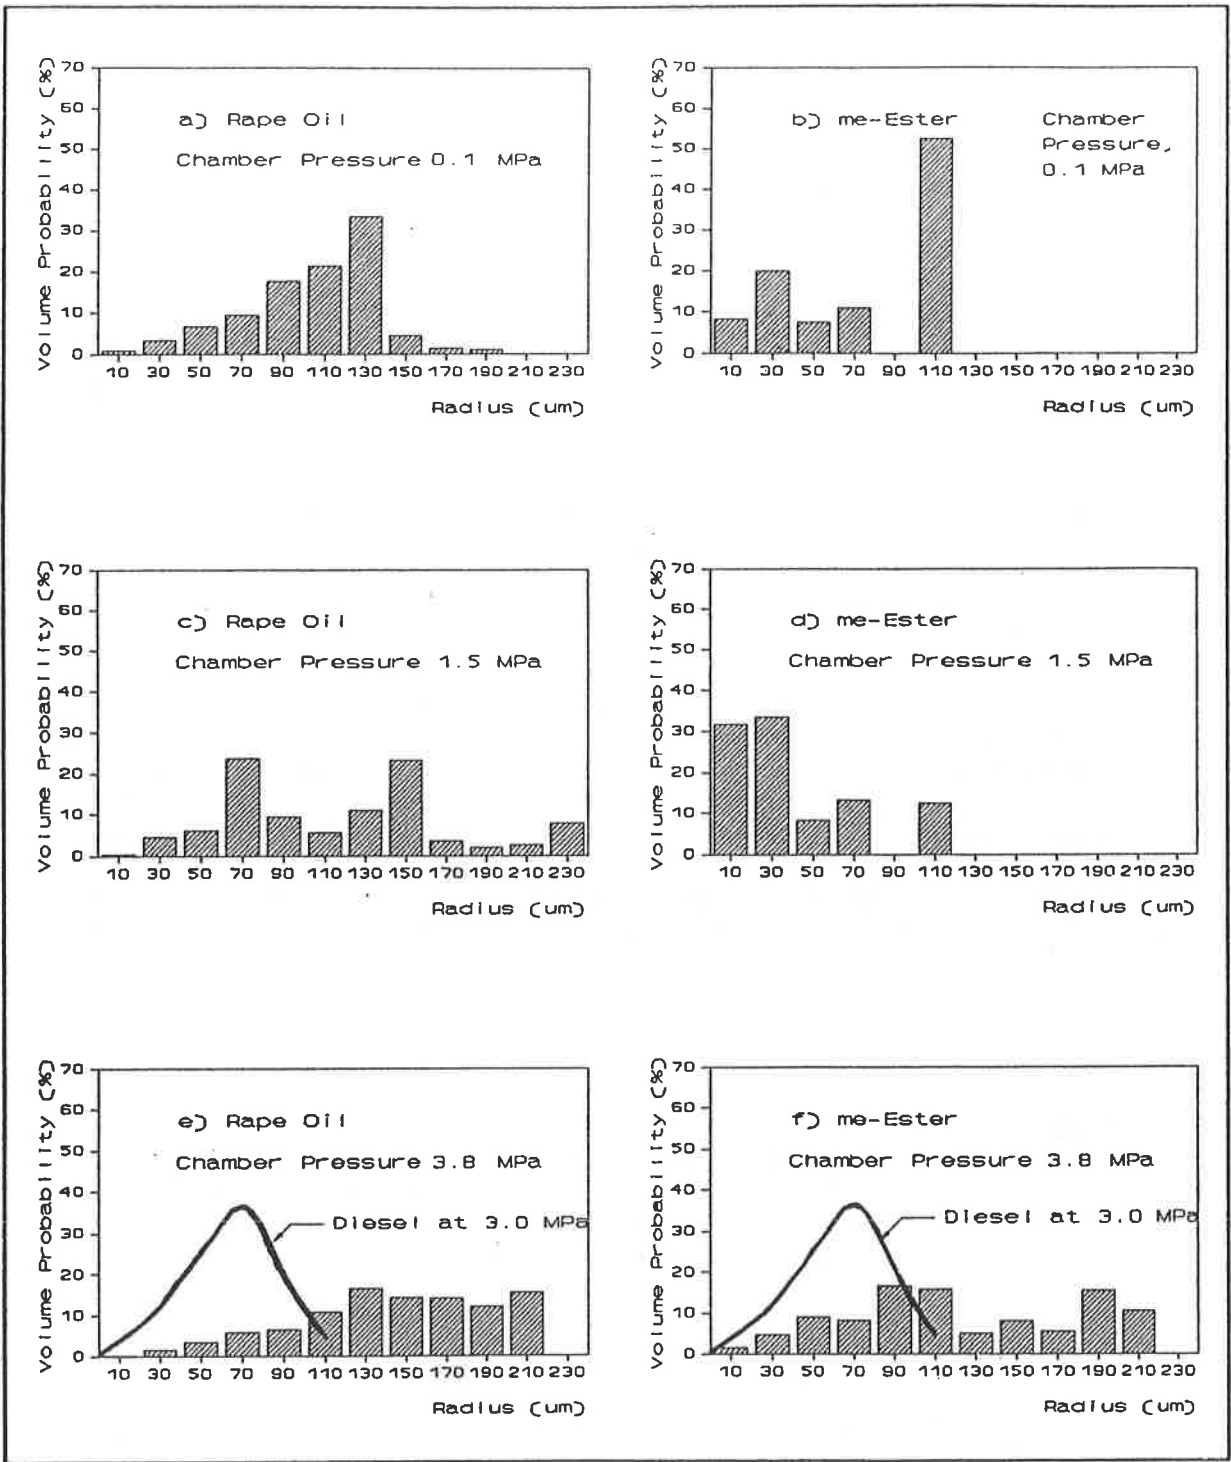 Volume Probability (%)
70
60
50
40
30
20
10
0
a) Rape Oil
Chamber Pressure 0.1 MPa
10 30 50 70 90 110 130 150 170 190 210 230
Radius (um)
Volume Probability (%)
70
60
50
40
30
20
10
0
b) me-Ester
Chamber
Pressure,
0.1 MPa
10 30 50 70 90 110 130 150 170 190 210 230
Radius (um)
Volume Probability (%)
70
60
50
40
30
20
10
0
c) Rape Oil
Chamber Pressure 1.5 MPa
10 30 50 70 90 110 130 150 170 190 210 230
Radius (um)
Volume Probability (%)
70
60
50
40
30
20
10
0
d) me-Ester
Chamber Pressure 1.5 MPa
10 30 50 70 90 110 130 150 170 190 210 230
Radius (um)
Volume Probability (%)
70
60
50
40
30
20
10
0
e) Rape Oil
Chamber Pressure 3.8 MPa
Diesel at 3.0 MPa
10 30 50 70 90 110 130 150 170 190 210 230
Radius (um)
Volume Probability (%)
70
60
50
40
30
20
10
0
f) me-Ester
Chamber Pressure 3.8 MPa
Diesel at 3.0 MPa
10 30 50 70 90 110 130 150 170 190 210 230
Radius (um)